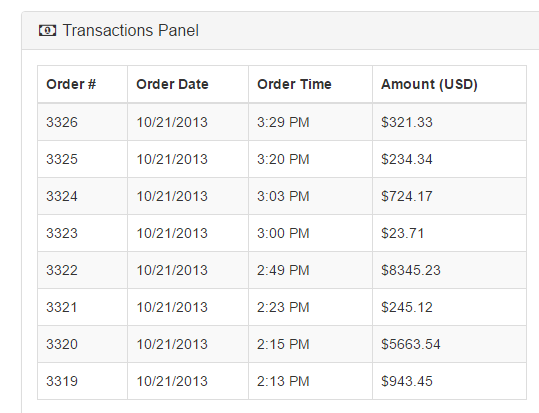 Transactions Panel
Order # Order Date Order Time Amount (USD)
3326 10/21/2013 3:29 PM $321.33
3325 10/21/2013 3:20 PM $234.34
3324 10/21/2013 3:03 PM $724.17
3323 10/21/2013 3:00 PM $23.71
3322 10/21/2013 2:49 PM $8345.23
3321 10/21/2013 2:23 PM $245.12
3320 10/21/2013 2:15 PM $5663.54
3319 10/21/2013 2:13 PM $943.45